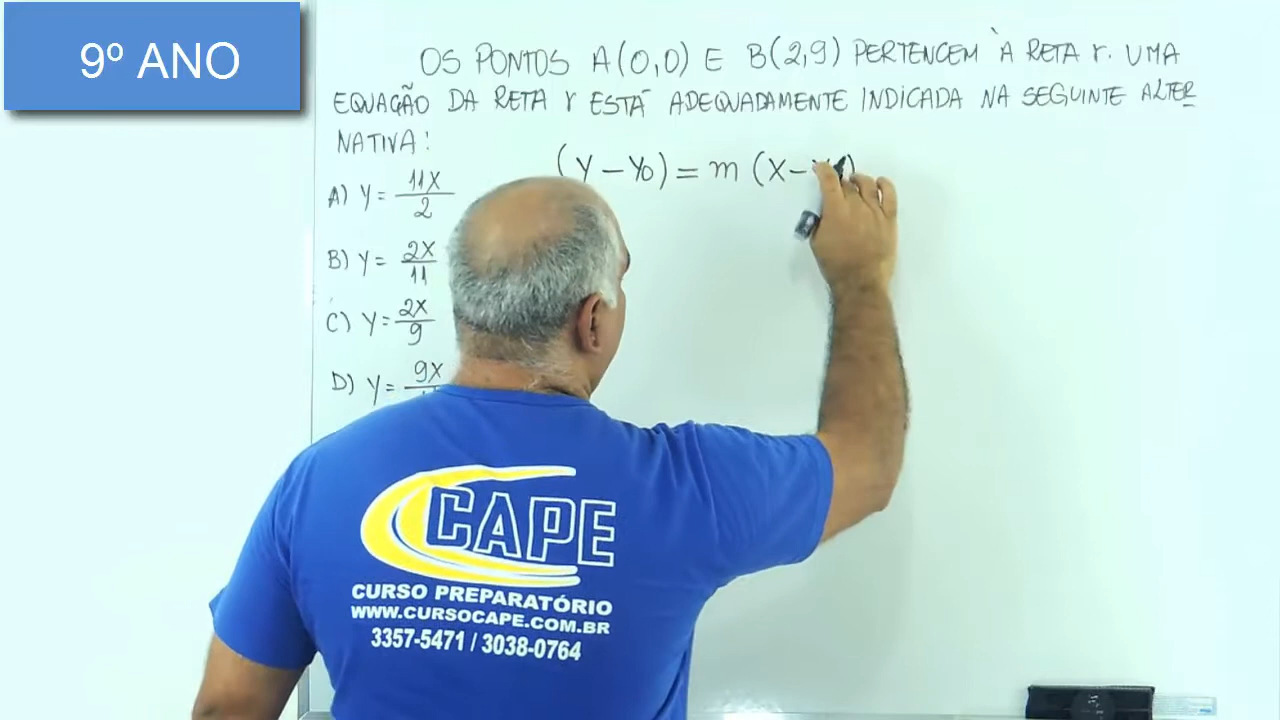 9º ANO
OS PONTOS A(0,0) E B(2,9) PERTENCEM À RETA r. UMA
EQUAÇÃO DA RETA r ESTÁ ADEQUADAMENTE INDICADA NA SEGUINTE ALTER
NATIVA:
(Y-Y0) = m (X-
A) Y= 11X/2
B) Y= 2X/11
C) Y= 2X/9
D) Y= 9X
CAPE
CURSO PREPARATÓRIO
WWW.CURSOCAPE.COM.BR
3357-5471 / 3038-0764